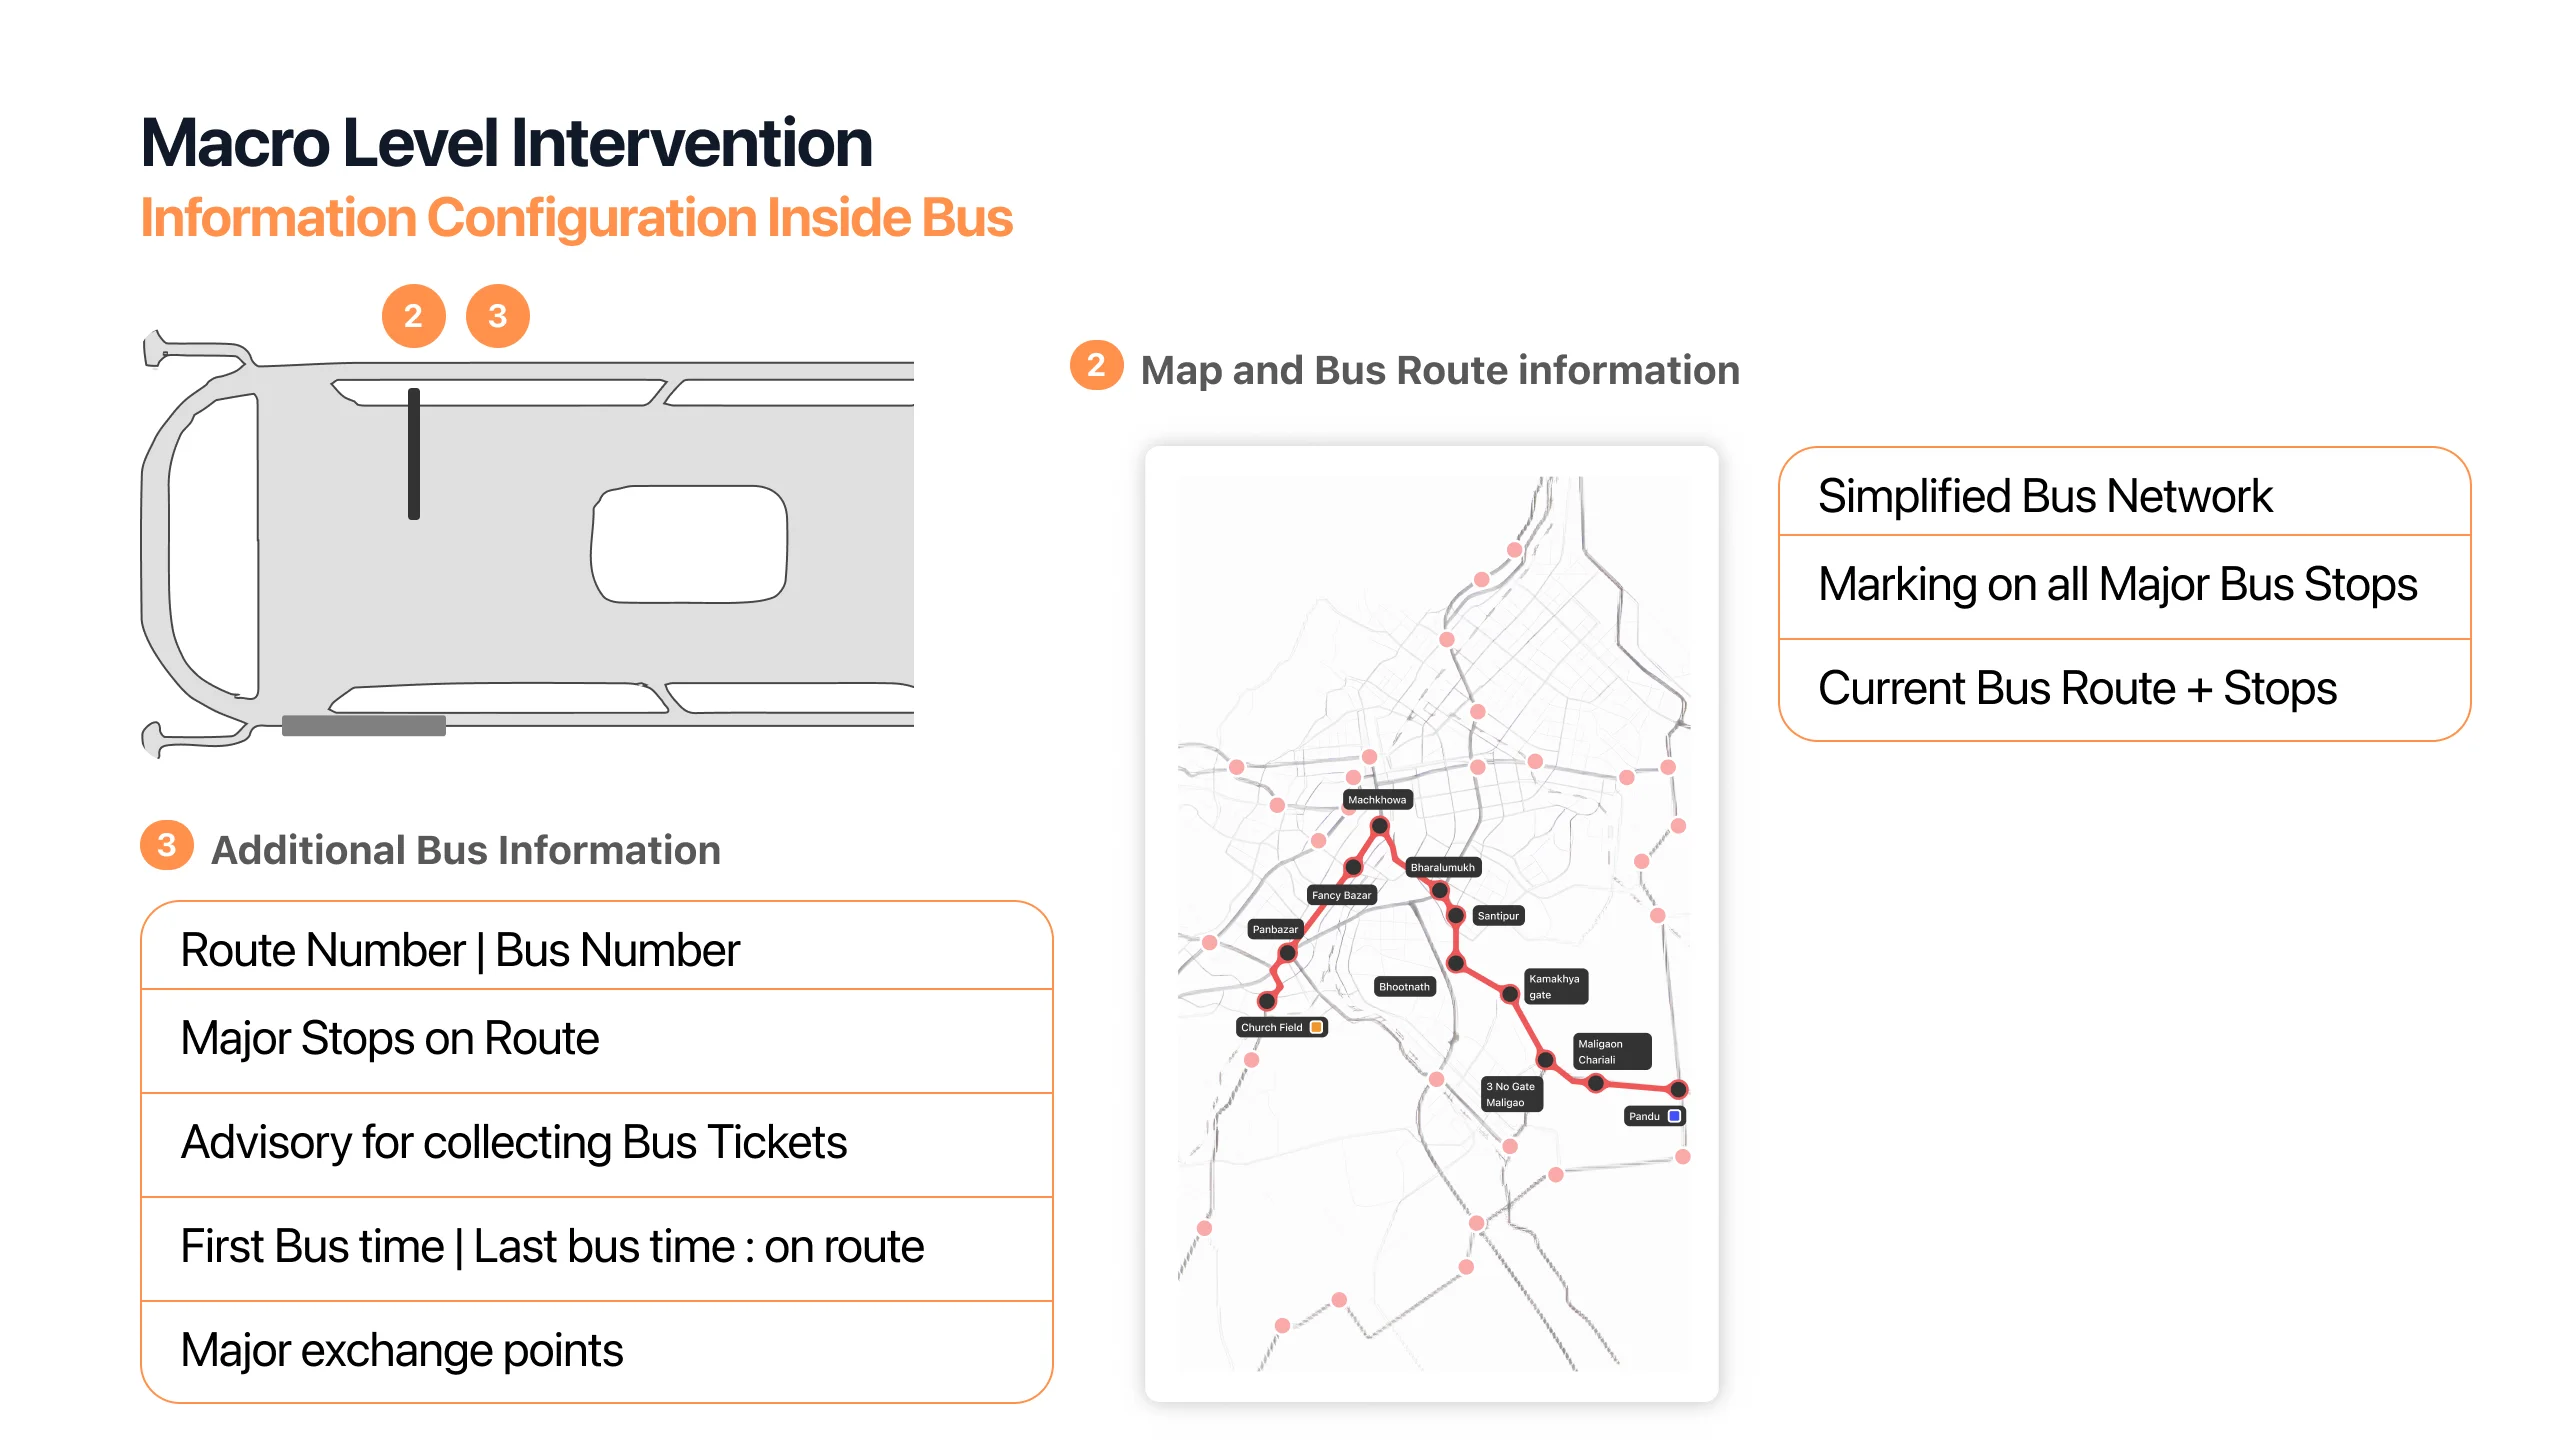 Macro Level Intervention
Information Configuration Inside Bus
2
3
2 Map and Bus Route information
Simplified Bus Network
Marking on all Major Bus Stops
Current Bus Route + Stops
Machkhowa
Bharalumukh
Fancy Bazar
Santipur
Panbazar
Kamakhya
gate
Bhootnath
Church Field
Maligaon
Chariali
3 No Gate
Maligao
Pandu
3 Additional Bus Information
Route Number | Bus Number
Major Stops on Route
Advisory for collecting Bus Tickets
First Bus time | Last bus time : on route
Major exchange points